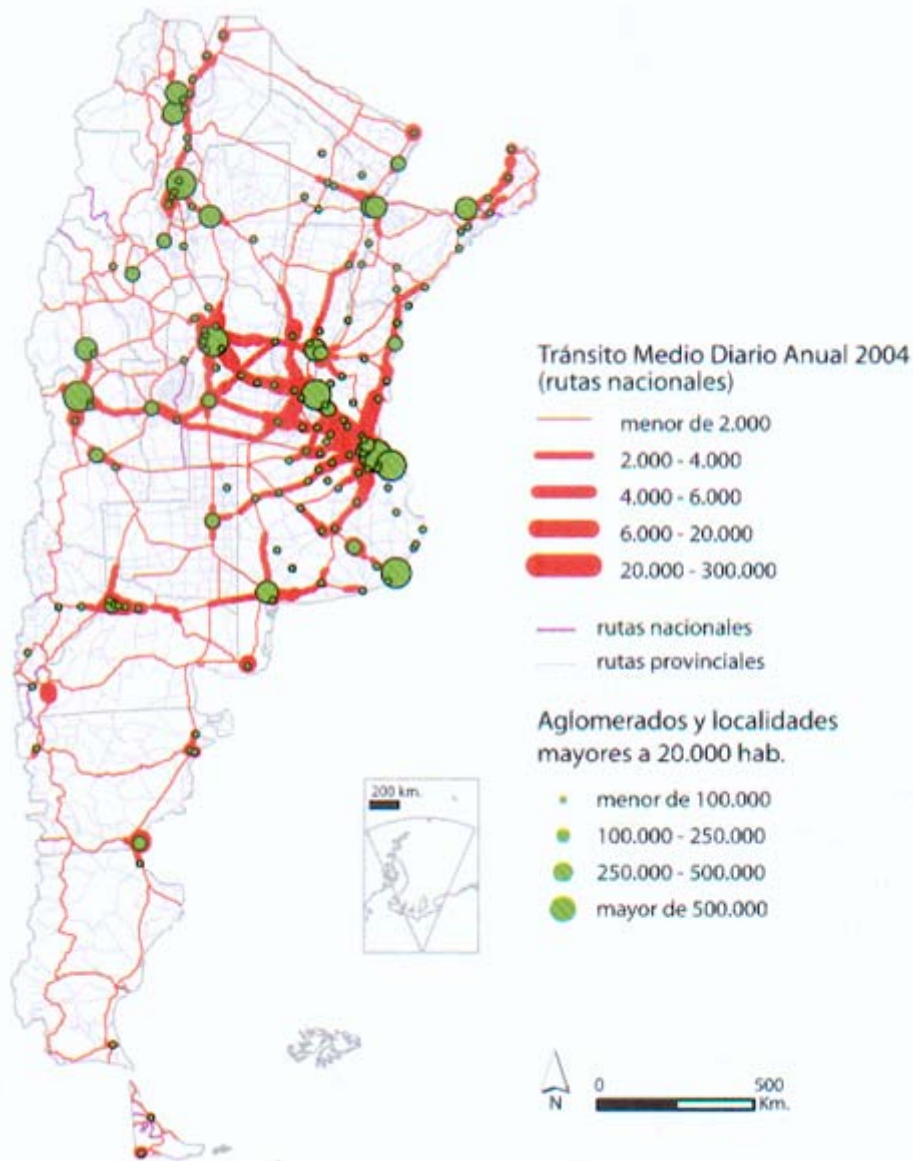 Tránsito Medio Diario Anual 2004
(rutas nacionales)
menor de 2.000
2.000 - 4.000
4.000 - 6.000
6.000 - 20.000
20.000 - 300.000
rutas nacionales
rutas provinciales
Aglomerados y localidades
mayores a 20.000 hab.
menor de 100.000
100.000 - 250.000
250.000 - 500.000
mayor de 500.000
200 km.
N
0 500
Km.